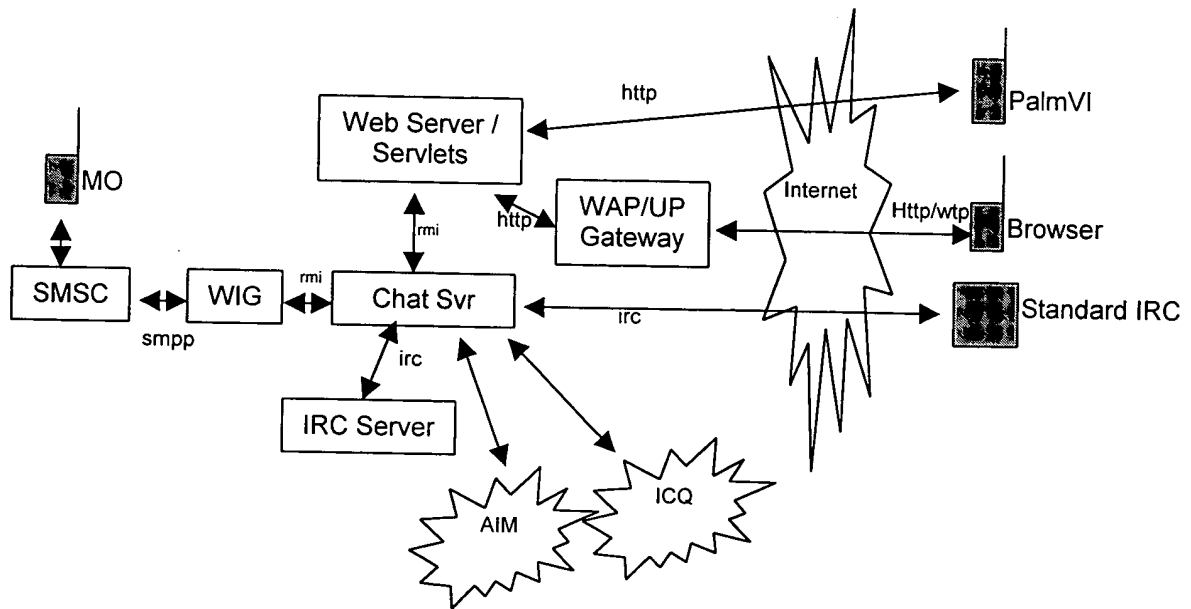 http
PalmVI
Web Server /
Servlets
MO
Internet
WAP/UP
Gateway
http
Http/wtp
Browser
rmi
SMSC
WIG
rmi
Chat Svr
irc
Standard IRC
smpp
irc
IRC Server
AIM
ICQ